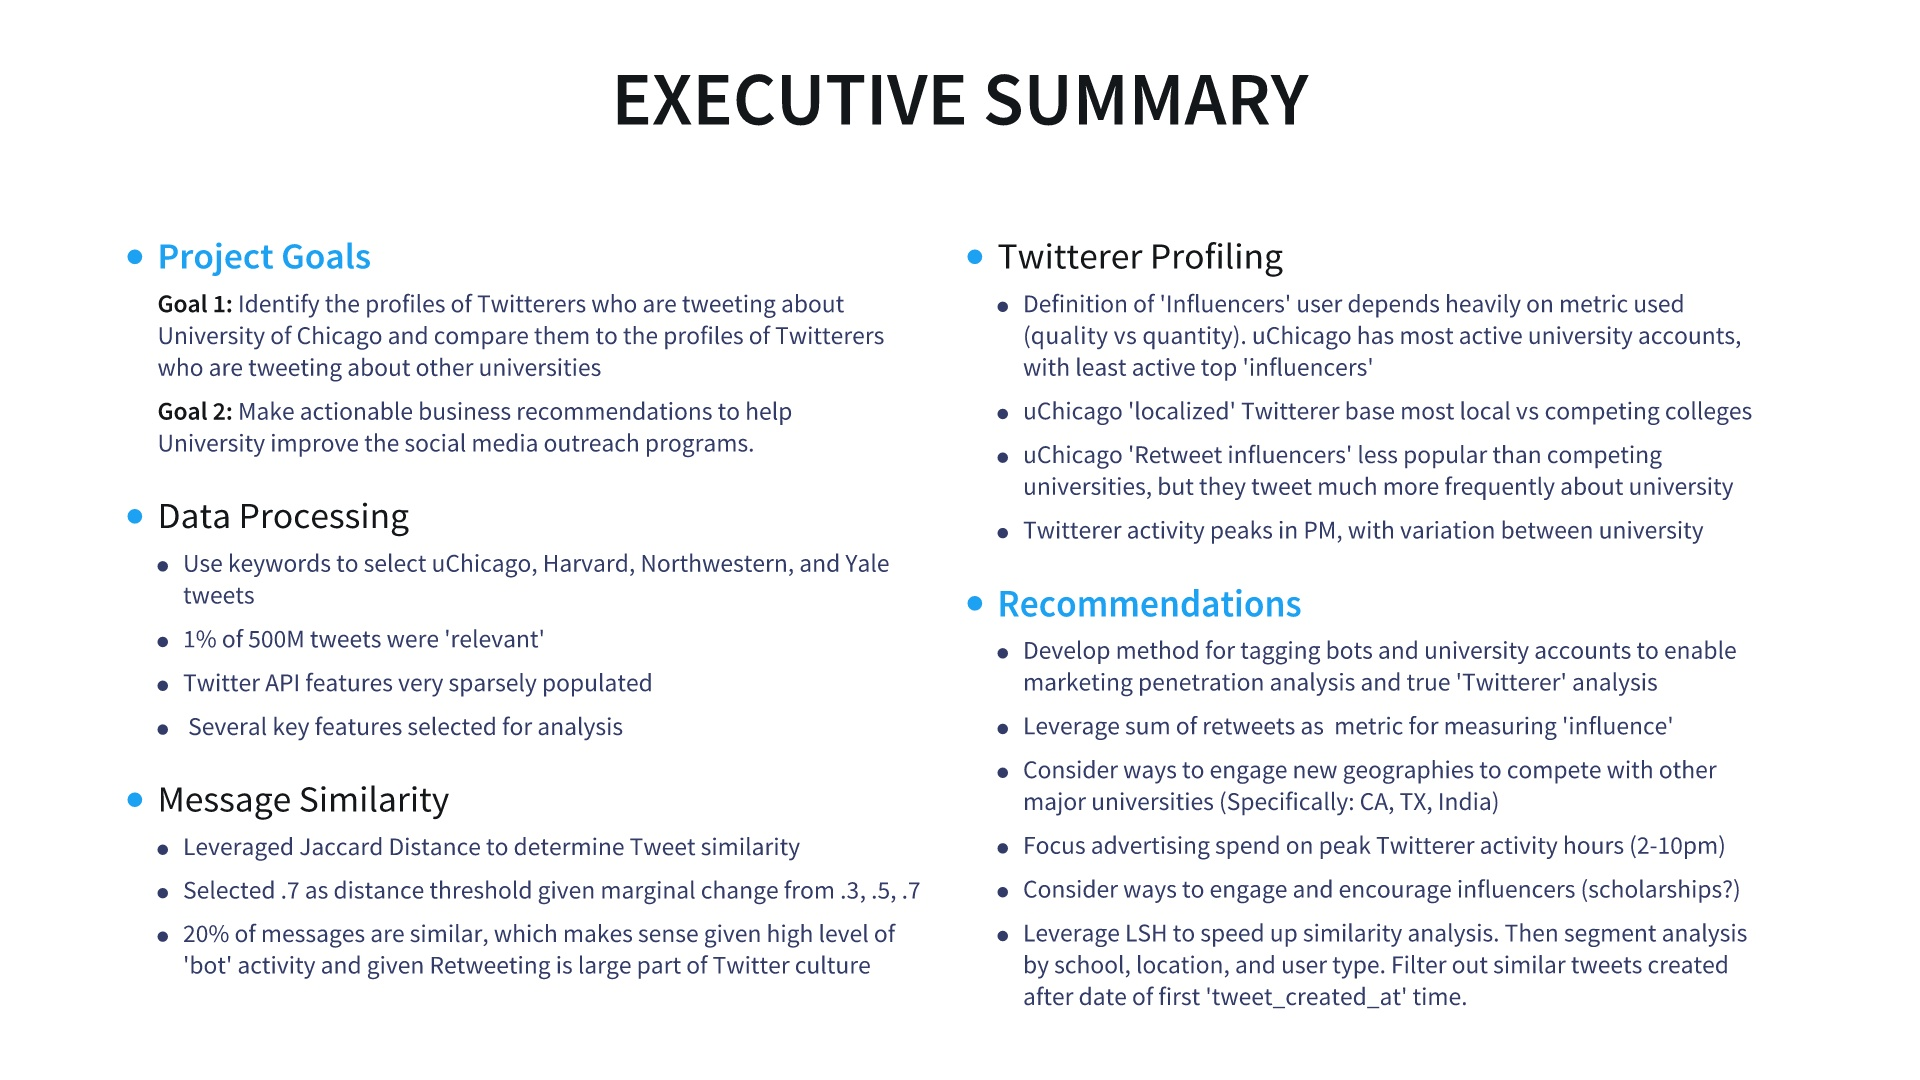 EXECUTIVE SUMMARY
Project Goals
Goal 1: Identify the profiles of Twitterers who are tweeting about
University of Chicago and compare them to the profiles of Twitterers
who are tweeting about other universities
Goal 2: Make actionable business recommendations to help
University improve the social media outreach programs.
Data Processing
Use keywords to select uChicago, Harvard, Northwestern, and Yale
tweets
1% of 500M tweets were 'relevant'
Twitter API features very sparsely populated
Several key features selected for analysis
Message Similarity
Leveraged Jaccard Distance to determine Tweet similarity
Selected .7 as distance threshold given marginal change from .3, .5, .7
20% of messages are similar, which makes sense given high level of
'bot' activity and given Retweeting is large part of Twitter culture
Twitterer Profiling
Definition of 'Influencers' user depends heavily on metric used
(quality vs quantity). uChicago has most active university accounts,
with least active top 'influencers'
uChicago 'localized' Twitterer base most local vs competing colleges
uChicago 'Retweet influencers' less popular than competing
universities, but they tweet much more frequently about university
Twitterer activity peaks in PM, with variation between university
Recommendations
Develop method for tagging bots and university accounts to enable
marketing penetration analysis and true 'Twitterer' analysis
Leverage sum of retweets as  metric for measuring 'influence'
Consider ways to engage new geographies to compete with other
major universities (Specifically: CA, TX, India)
Focus advertising spend on peak Twitterer activity hours (2-10pm)
Consider ways to engage and encourage influencers (scholarships?)
Leverage LSH to speed up similarity analysis. Then segment analysis
by school, location, and user type. Filter out similar tweets created
after date of first 'tweet_created_at' time.